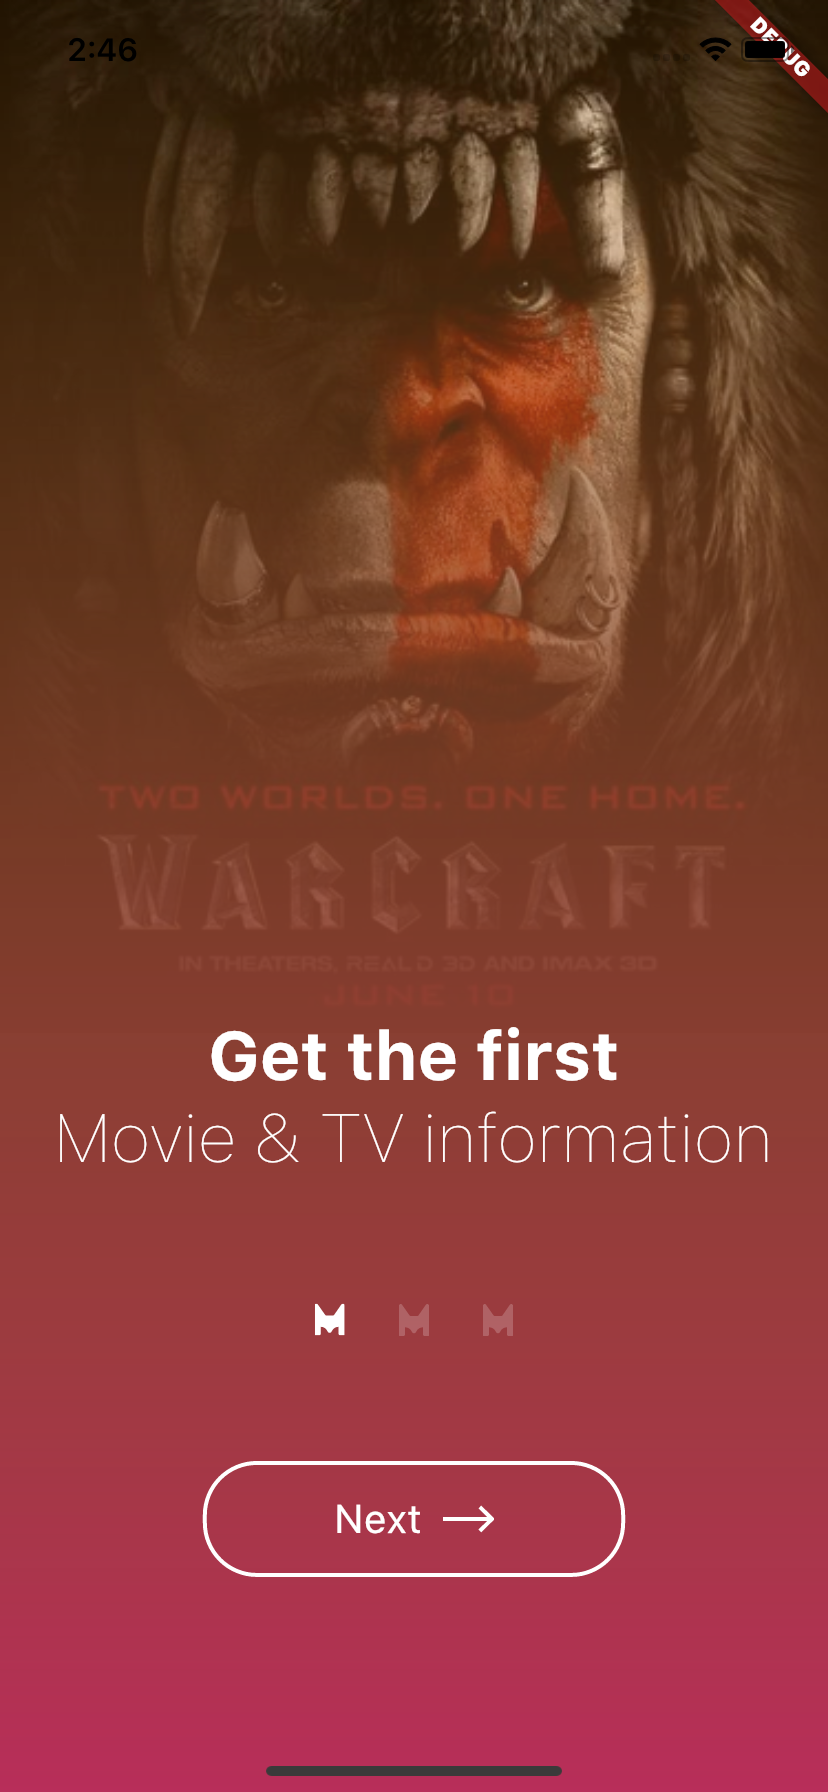 2:46
DEBUG
TWO WORLDS. ONE HOME.
WARCRAFT
IN THEATERS, REAL D 3D AND IMAX 3D
JUNE 10
Get the first
Movie & TV information
Next